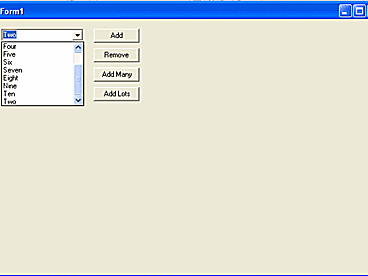 Form1
Two
Add
Four
Five
Six
Seven
Eight
Nine
Ten
Two
Remove
Add Many
Add Lots